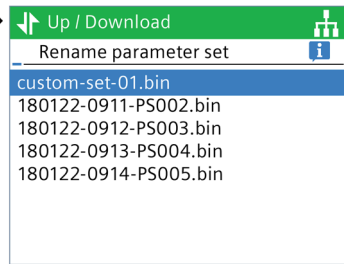 Up / Download
Rename parameter set
custom-set-01.bin
180122-0911-PS002.bin
180122-0912-PS003.bin
180122-0913-PS004.bin
180122-0914-PS005.bin